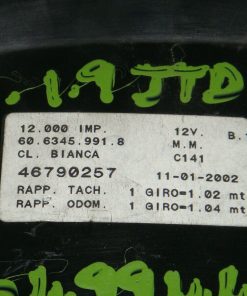 1.9 JTD
12.000 IMP. 12V. B.
60.6345.991.8 M.M.
CL. BIANCA C141
46790257 11-01-2002
RAPP. TACH. 1 GIRO=1.02 mt
RAPP. ODOM. 1 GIRO=1.04 mt